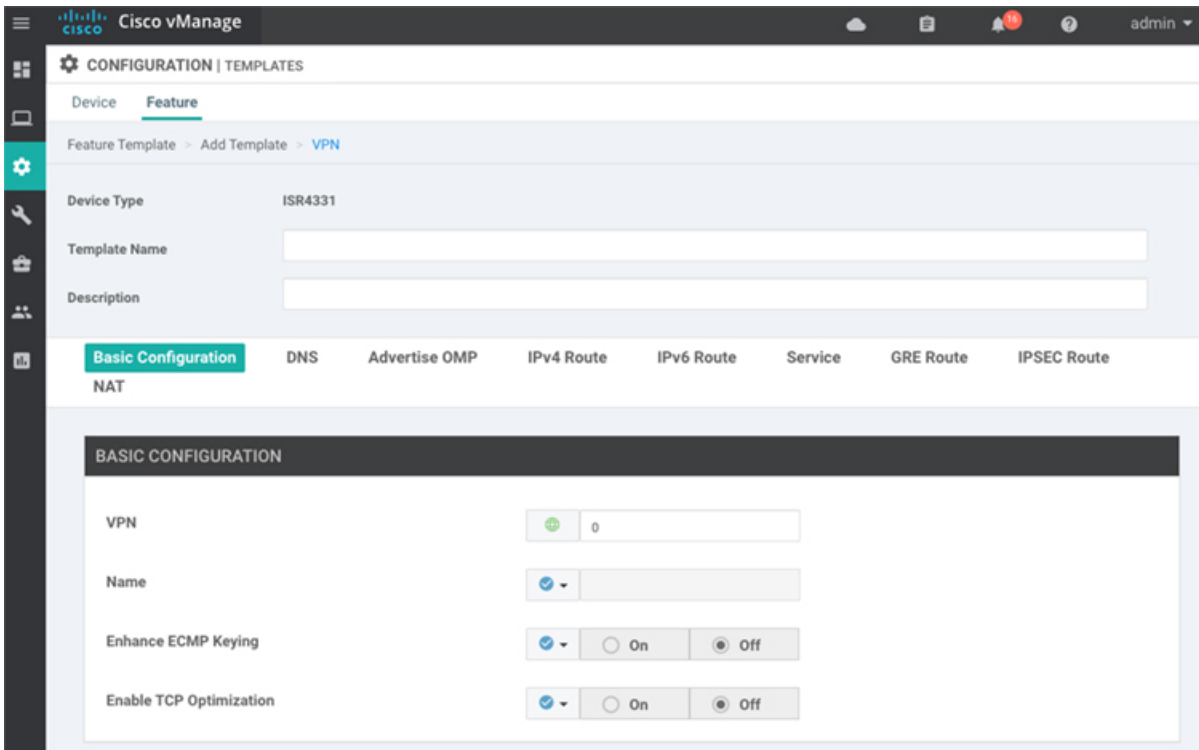 cisco Cisco vManage 16 admin
CONFIGURATION | TEMPLATES
Device Feature
Feature Template > Add Template > VPN
Device Type ISR4331
Template Name
Description
Basic Configuration DNS Advertise OMP IPv4 Route IPv6 Route Service GRE Route IPSEC Route
NAT
BASIC CONFIGURATION
VPN 0
Name
Enhance ECMP Keying On Off
Enable TCP Optimization On Off